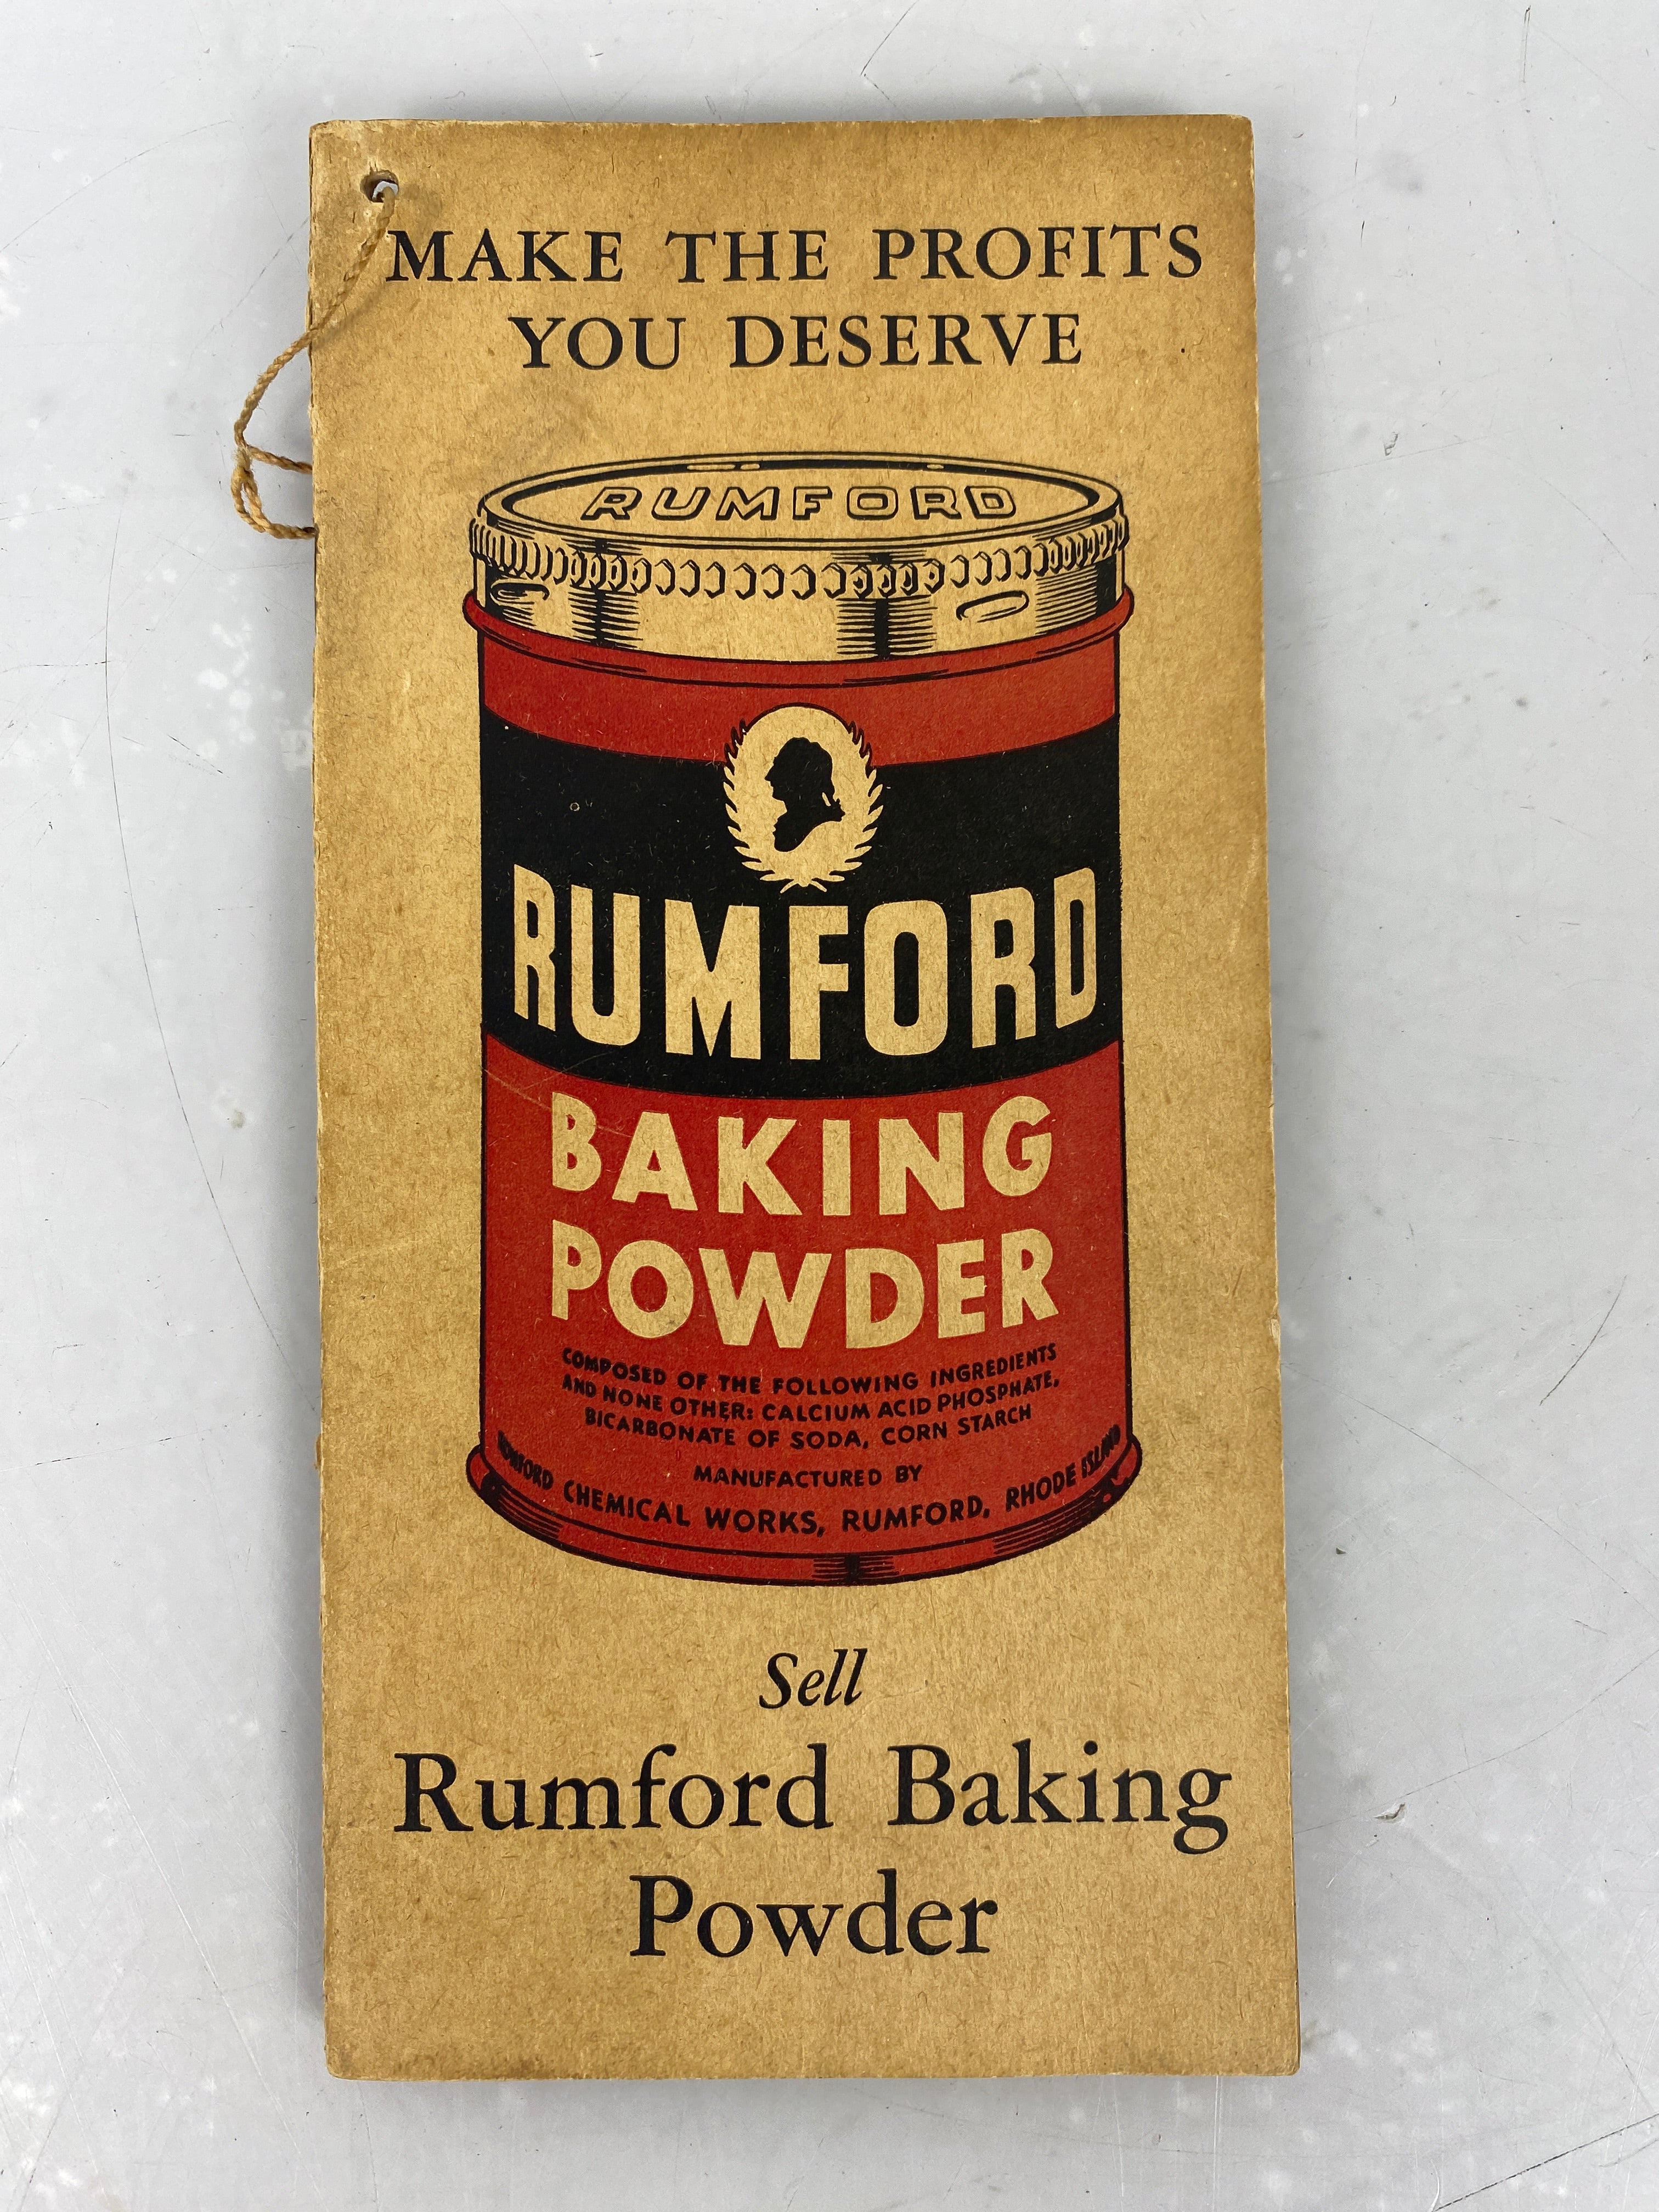 MAKE THE PROFITS
YOU DESERVE
RUMFORD
RUMFORD
BAKING
POWDER
COMPOSED OF THE FOLLOWING INGREDIENTS
AND NONE OTHER: CALCIUM ACID PHOSPHATE,
BICARBONATE OF SODA, CORN STARCH
MANUFACTURED BY
RUMFORD CHEMICAL WORKS, RUMFORD, RHODE ISLAND
Sell
Rumford Baking
Powder